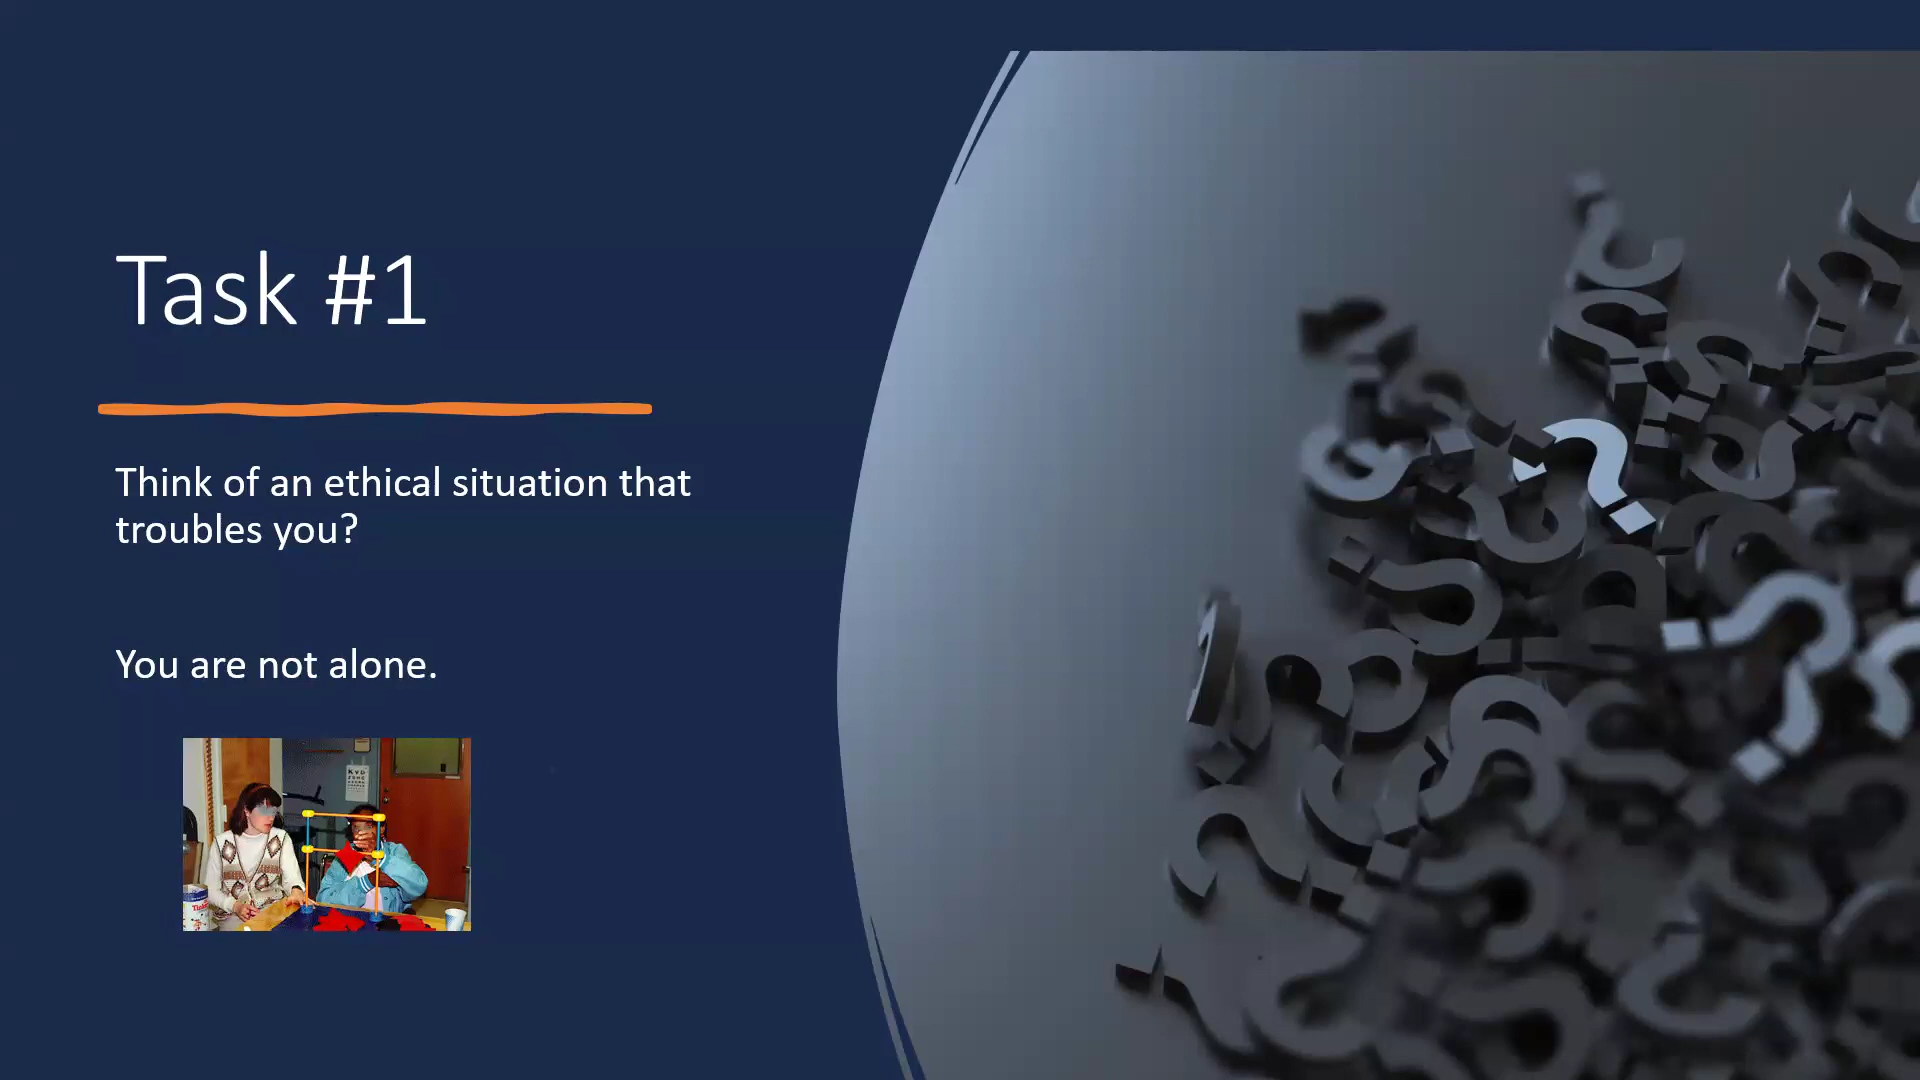 Task #1
Think of an ethical situation that
troubles you?
You are not alone.